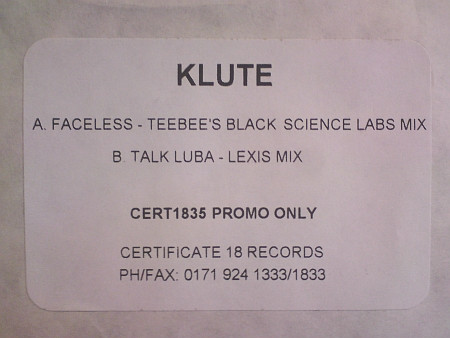 KLUTE
A. FACELESS - TEEBEE'S BLACK SCIENCE LABS MIX
B. TALK LUBA - LEXIS MIX
CERT1835 PROMO ONLY
CERTIFICATE 18 RECORDS
PH/FAX: 0171 924 1333/1833